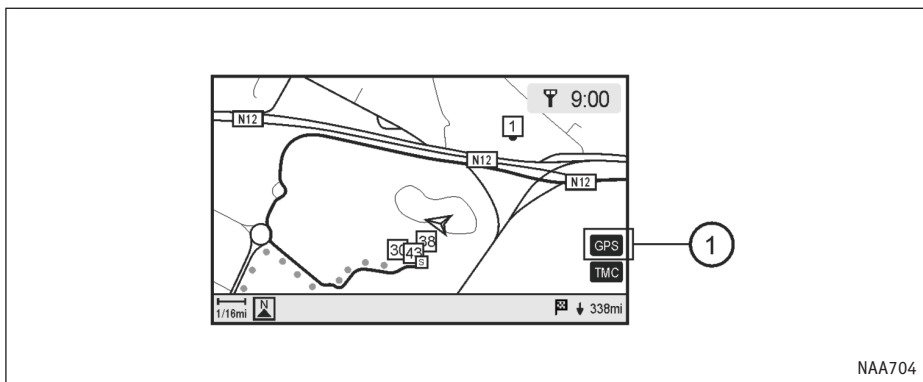 9:00
N12
1
N12
N12
30
43
38
S
GPS
1
TMC
1/16mi
N
338mi
NAA704